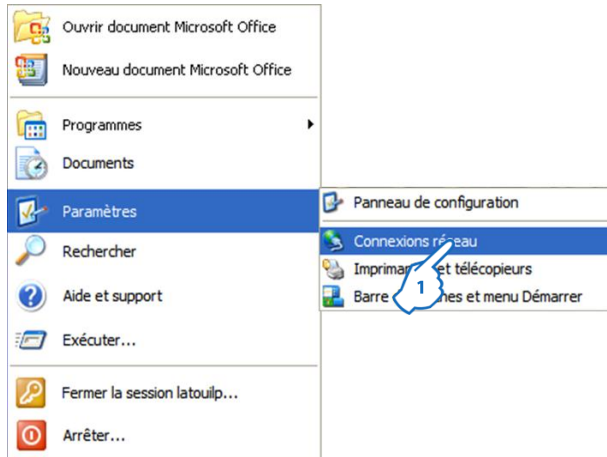 Ouvrir document Microsoft Office
Nouveau document Microsoft Office
Programmes
Documents
Paramètres
Rechercher
Aide et support
Exécuter...
Fermer la session latouilp...
Arrêter...
Panneau de configuration
Connexions réseau
et télécopieurs
Barre et menu Démarrer
1